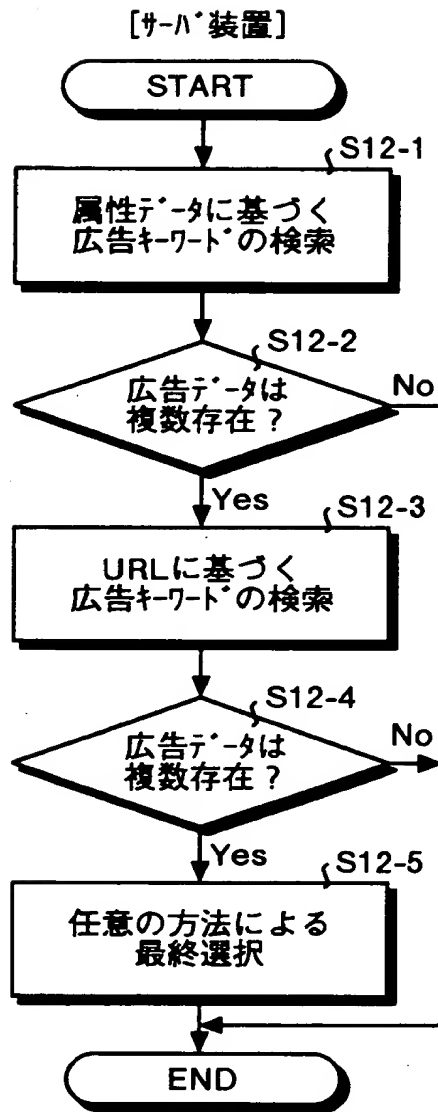 [ｻｰﾊﾞ装置]
START
S12-1
属性ﾃﾞｰﾀに基づく
広告ｷｰﾜｰﾄﾞの検索
S12-2
広告ﾃﾞｰﾀは
複数存在？
No
Yes
S12-3
URLに基づく
広告ｷｰﾜｰﾄﾞの検索
S12-4
広告ﾃﾞｰﾀは
複数存在？
No
Yes
S12-5
任意の方法による
最終選択
END